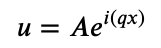 u = Ae^{i(qx)}